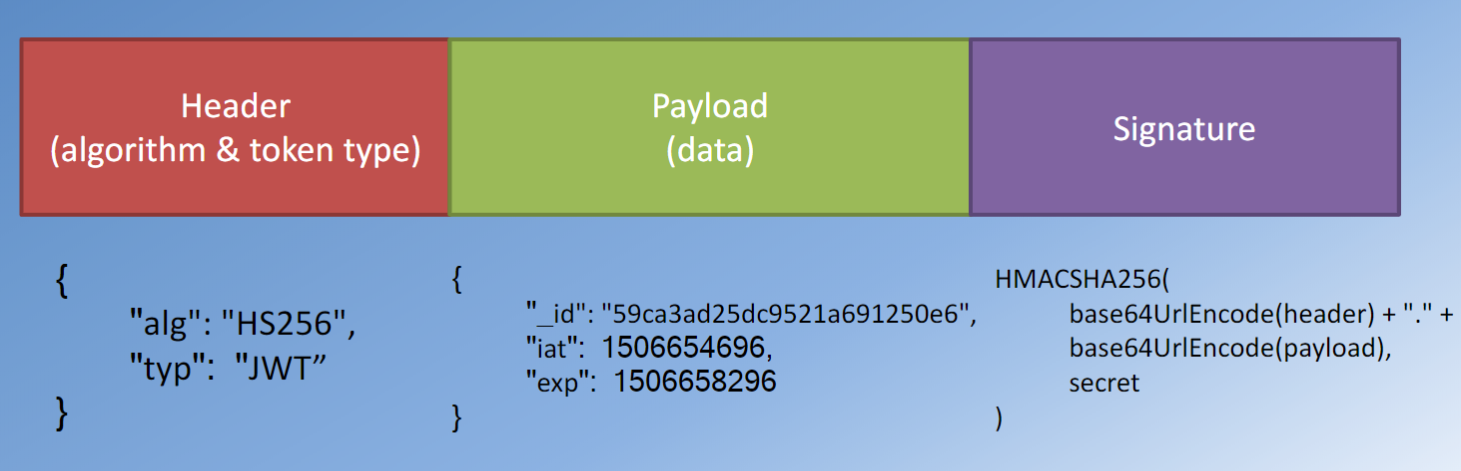 Header
(algorithm & token type)
Payload
(data)
Signature
{
"alg": "HS256",
"typ": "JWT”
}
{
"_id": "59ca3ad25dc9521a691250e6",
"iat": 1506654696,
"exp": 1506658296
}
HMACSHA256(
base64UrlEncode(header) + "." +
base64UrlEncode(payload),
secret
)